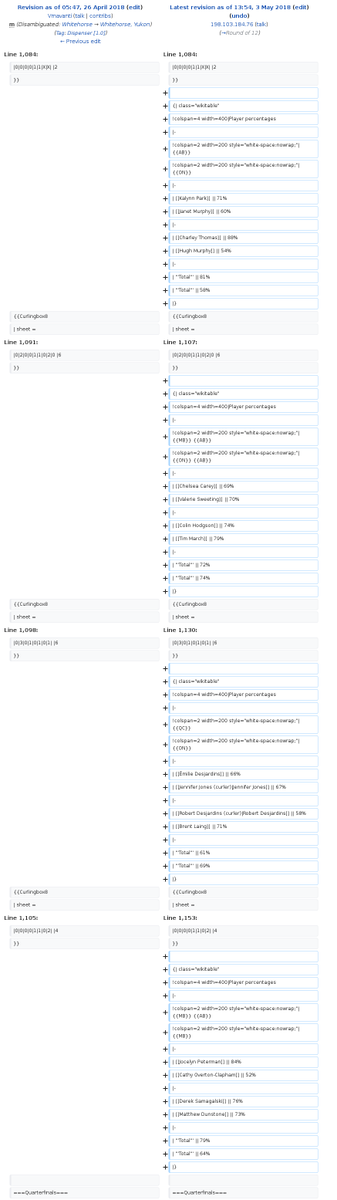 Revision as of 05:47, 26 April 2018 (edit)
Vmavanti (talk | contribs)
m (Disambiguated: Whitehorse → Whitehorse, Yukon)
(Tag: Dispenser [1.0])
← Previous edit
Latest revision as of 13:54, 3 May 2018 (edit)
(undo)
198.103.184.76 (talk)
(→Round of 12)
Line 1,084:
Line 1,084:
|0|0|0|0|1|1|X|X| |2
|0|0|0|0|1|1|X|X| |2
}}
}}
+
+ {| class="wikitable"
+ !colspan=4 width=400|Player percentages
+ |-
+ !colspan=2 width=200 style="white-space:nowrap;"|
{{AB}}
+ !colspan=2 width=200 style="white-space:nowrap;"|
{{ON}}
+ |-
+ | [[Kalynn Park]] || 71%
+ | [[Janet Murphy]] || 60%
+ |-
+ | [[Charley Thomas]] || 88%
+ | [[Hugh Murphy]] || 54%
+ |-
+ | '''Total''' || 81%
+ | '''Total''' || 58%
+ |}
{{Curlingbox8
{{Curlingbox8
| sheet =
| sheet =
Line 1,091:
Line 1,107:
|0|2|0|0|1|1|0|2|0 |6
|0|2|0|0|1|1|0|2|0 |6
}}
}}
+
+ {| class="wikitable"
+ !colspan=4 width=400|Player percentages
+ |-
+ !colspan=2 width=200 style="white-space:nowrap;"|
{{MB}} {{AB}}
+ !colspan=2 width=200 style="white-space:nowrap;"|
{{ON}} {{AB}}
+ |-
+ | [[Chelsea Carey]] || 69%
+ | [[Valerie Sweeting]] || 70%
+ |-
+ | [[Colin Hodgson]] || 74%
+ | [[Tim March]] || 79%
+ |-
+ | '''Total''' || 72%
+ | '''Total''' || 74%
+ |}
{{Curlingbox8
{{Curlingbox8
| sheet =
| sheet =
Line 1,098:
Line 1,130:
|0|3|0|1|0|1|0|1| |6
|0|3|0|1|0|1|0|1| |6
}}
}}
+
+ {| class="wikitable"
+ !colspan=4 width=400|Player percentages
+ |-
+ !colspan=2 width=200 style="white-space:nowrap;"|
{{QC}}
+ !colspan=2 width=200 style="white-space:nowrap;"|
{{ON}}
+ |-
+ | [[Émilie Desjardins]] || 66%
+ | [[Jennifer Jones (curler)|Jennifer Jones]] || 67%
+ |-
+ | [[Robert Desjardins (curler)|Robert Desjardins]] || 58%
+ | [[Brent Laing]] || 71%
+ |-
+ | '''Total''' || 61%
+ | '''Total''' || 69%
+ |}
{{Curlingbox8
{{Curlingbox8
| sheet =
| sheet =
Line 1,105:
Line 1,153:
|0|0|0|0|1|1|0|2| |4
|0|0|0|0|1|1|0|2| |4
}}
}}
+
+ {| class="wikitable"
+ !colspan=4 width=400|Player percentages
+ |-
+ !colspan=2 width=200 style="white-space:nowrap;"|
{{MB}} {{AB}}
+ !colspan=2 width=200 style="white-space:nowrap;"|
{{MB}}
+ |-
+ | [[Jocelyn Peterman]] || 84%
+ | [[Cathy Overton-Clapham]] || 52%
+ |-
+ | [[Derek Samagalski]] || 76%
+ | [[Matthew Dunstone]] || 73%
+ |-
+ | '''Total''' || 79%
+ | '''Total''' || 64%
+ |}
===Quarterfinals===
===Quarterfinals===